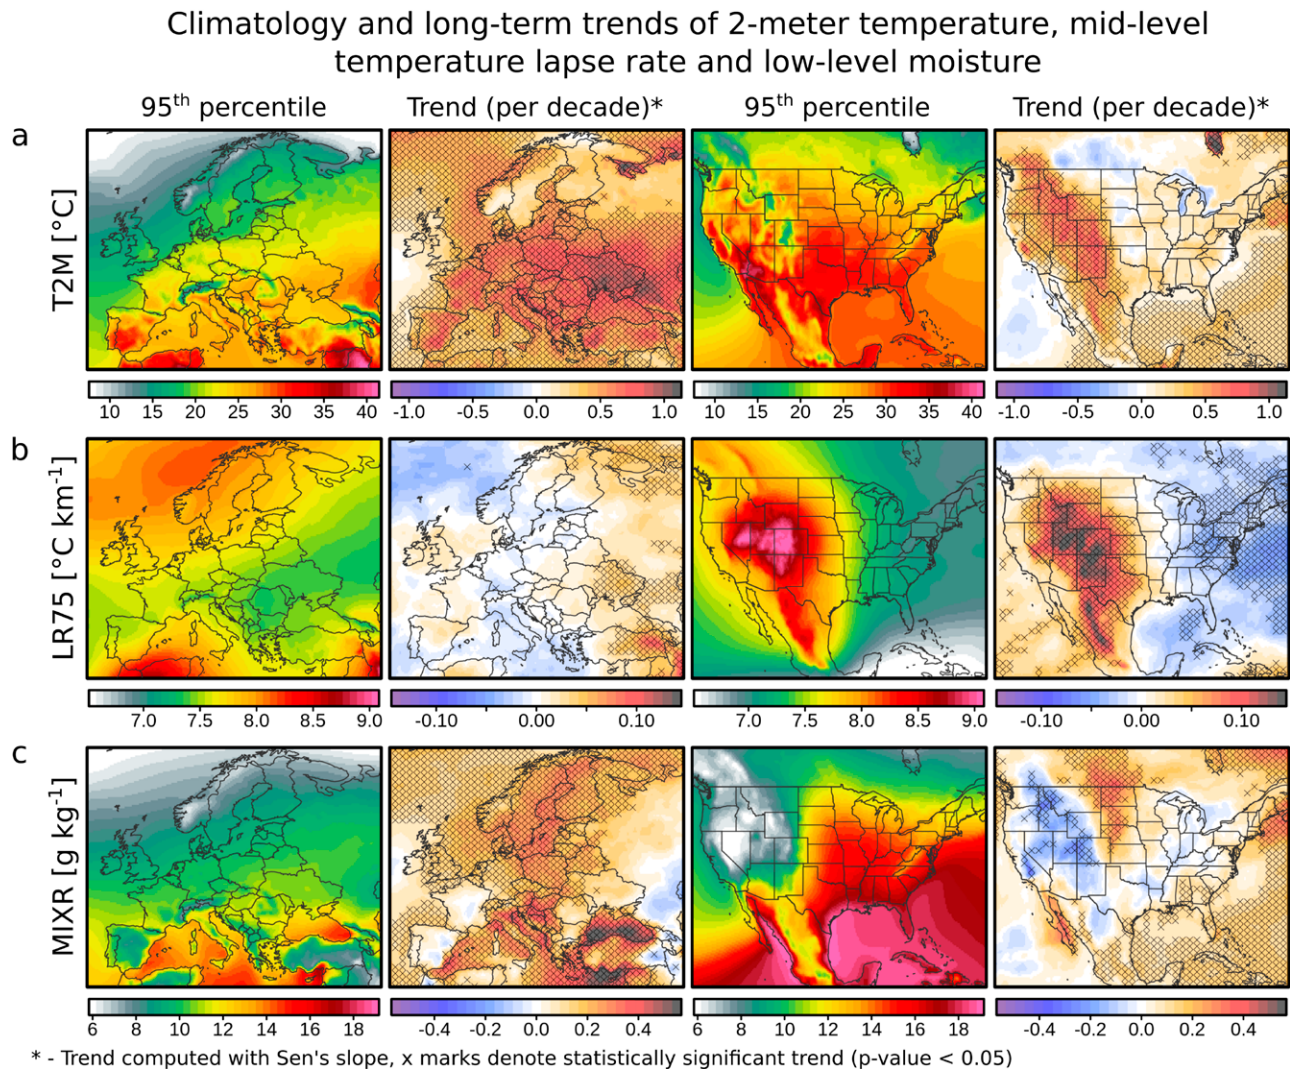 Climatology and long-term trends of 2-meter temperature, mid-level
temperature lapse rate and low-level moisture
95th percentile Trend (per decade)* 95th percentile Trend (per decade)*
a
T2M [°C]
10 15 20 25 30 35 40 -1.0 -0.5 0.0 0.5 1.0 10 15 20 25 30 35 40 -1.0 -0.5 0.0 0.5 1.0
b
LR75 [°C km-1]
7.0 7.5 8.0 8.5 9.0 -0.10 0.00 0.10 7.0 7.5 8.0 8.5 9.0 -0.10 0.00 0.10
c
MIXR [g kg-1]
6 8 10 12 14 16 18 -0.4 -0.2 0.0 0.2 0.4 6 8 10 12 14 16 18 -0.4 -0.2 0.0 0.2 0.4
* - Trend computed with Sen's slope, x marks denote statistically significant trend (p-value < 0.05)